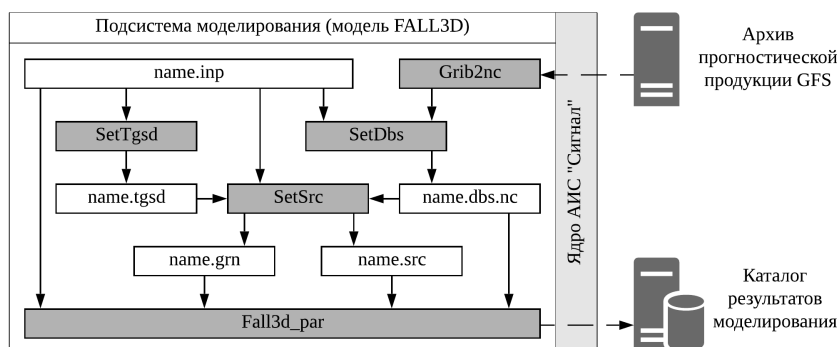 Подсистема моделирования (модель FALL3D)
name.inp
Grib2nc
SetTgsd
SetDbs
name.tgsd
SetSrc
name.dbs.nc
name.grn
name.src
Fall3d_par
Ядро АИС "Сигнал"
Архив
прогностической
продукции GFS
Каталог
результатов
моделирования